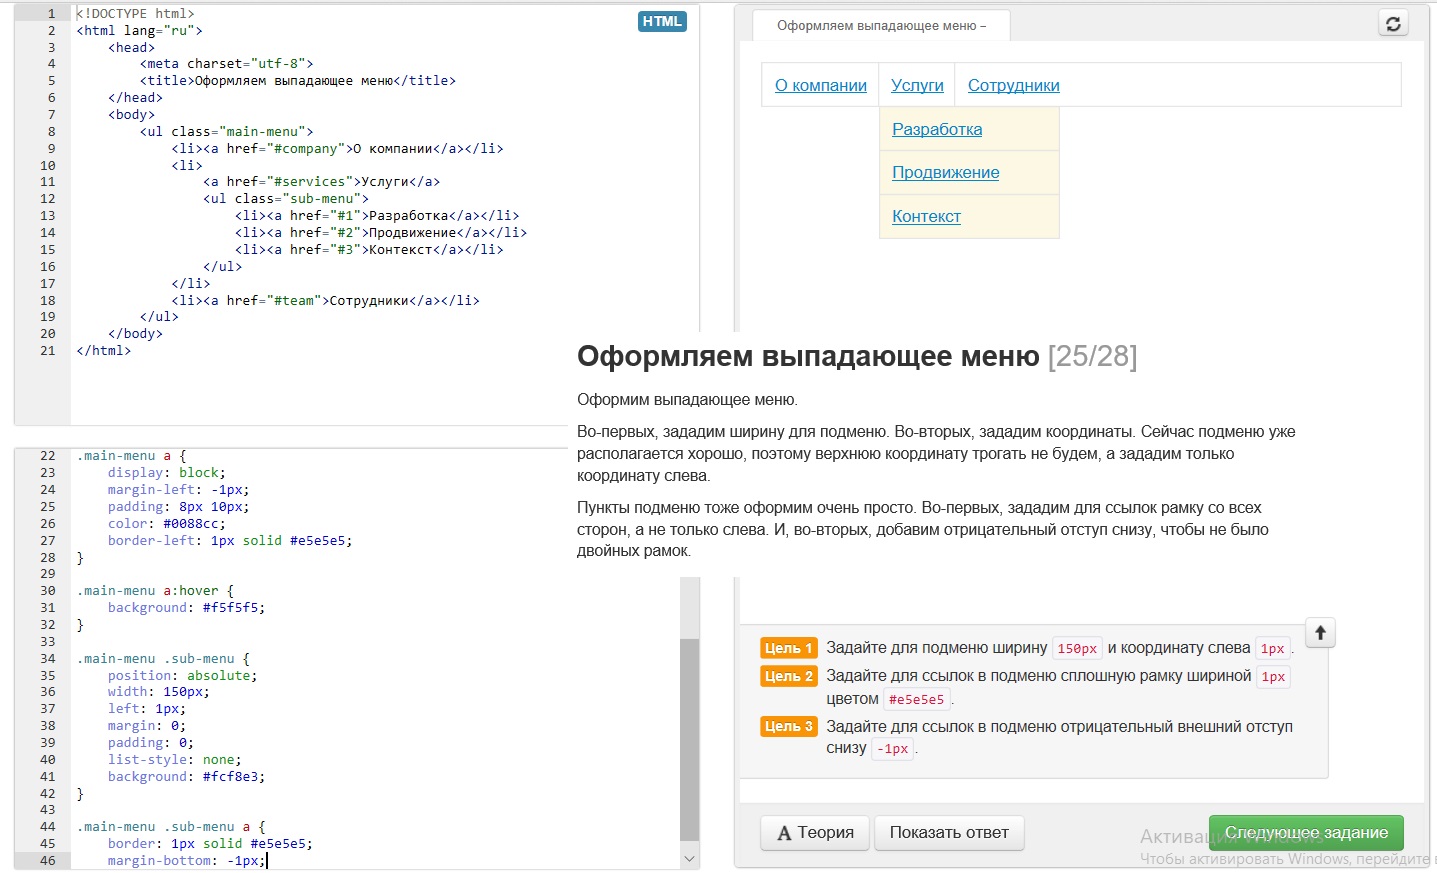 1 <!DOCTYPE html>
2 <html lang="ru">
3 <head>
4 <meta charset="utf-8">
5 <title>Оформляем выпадающее меню</title>
6 </head>
7 <body>
8 <ul class="main-menu">
9 <li><a href="#company">О компании</a></li>
10 <li>
11 <a href="#services">Услуги</a>
12 <ul class="sub-menu">
13 <li><a href="#1">Разработка</a></li>
14 <li><a href="#2">Продвижение</a></li>
15 <li><a href="#3">Контекст</a></li>
16 </ul>
17 </li>
18 <li><a href="#team">Сотрудники</a></li>
19 </ul>
20 </body>
21 </html>
HTML
Оформляем выпадающее меню –
О компании Услуги Сотрудники
Разработка
Продвижение
Контекст
Оформляем выпадающее меню [25/28]
Оформим выпадающее меню.
Во-первых, зададим ширину для подменю. Во-вторых, зададим координаты. Сейчас подменю уже
располагается хорошо, поэтому верхнюю координату трогать не будем, а зададим только
координату слева.
Пункты подменю тоже оформим очень просто. Во-первых, зададим для ссылок рамку со всех
сторон, а не только слева. И, во-вторых, добавим отрицательный отступ снизу, чтобы не было
двойных рамок.
22 .main-menu a {
23 display: block;
24 margin-left: -1px;
25 padding: 8px 10px;
26 color: #0088cc;
27 border-left: 1px solid #e5e5e5;
28 }
29
30 .main-menu a:hover {
31 background: #f5f5f5;
32 }
33
34 .main-menu .sub-menu {
35 position: absolute;
36 width: 150px;
37 left: 1px;
38 margin: 0;
39 padding: 0;
40 list-style: none;
41 background: #fcf8e3;
42 }
43
44 .main-menu .sub-menu a {
45 border: 1px solid #e5e5e5;
46 margin-bottom: -1px;
Цель 1 Задайте для подменю ширину 150px и координату слева 1px.
Цель 2 Задайте для ссылок в подменю сплошную рамку шириной 1px
цветом #e5e5e5.
Цель 3 Задайте для ссылок в подменю отрицательный внешний отступ
снизу -1px.
А Теория Показать ответ Следующее задание
Активация Windows
Чтобы активировать Windows, перейдите в